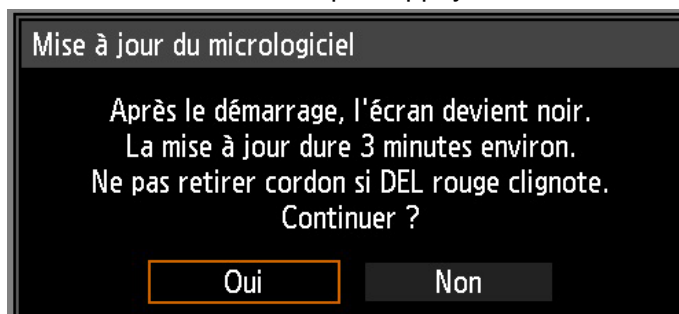 Mise à jour du micrologiciel
Après le démarrage, l'écran devient noir.
La mise à jour dure 3 minutes environ.
Ne pas retirer cordon si DEL rouge clignote.
Continuer ?
Oui Non